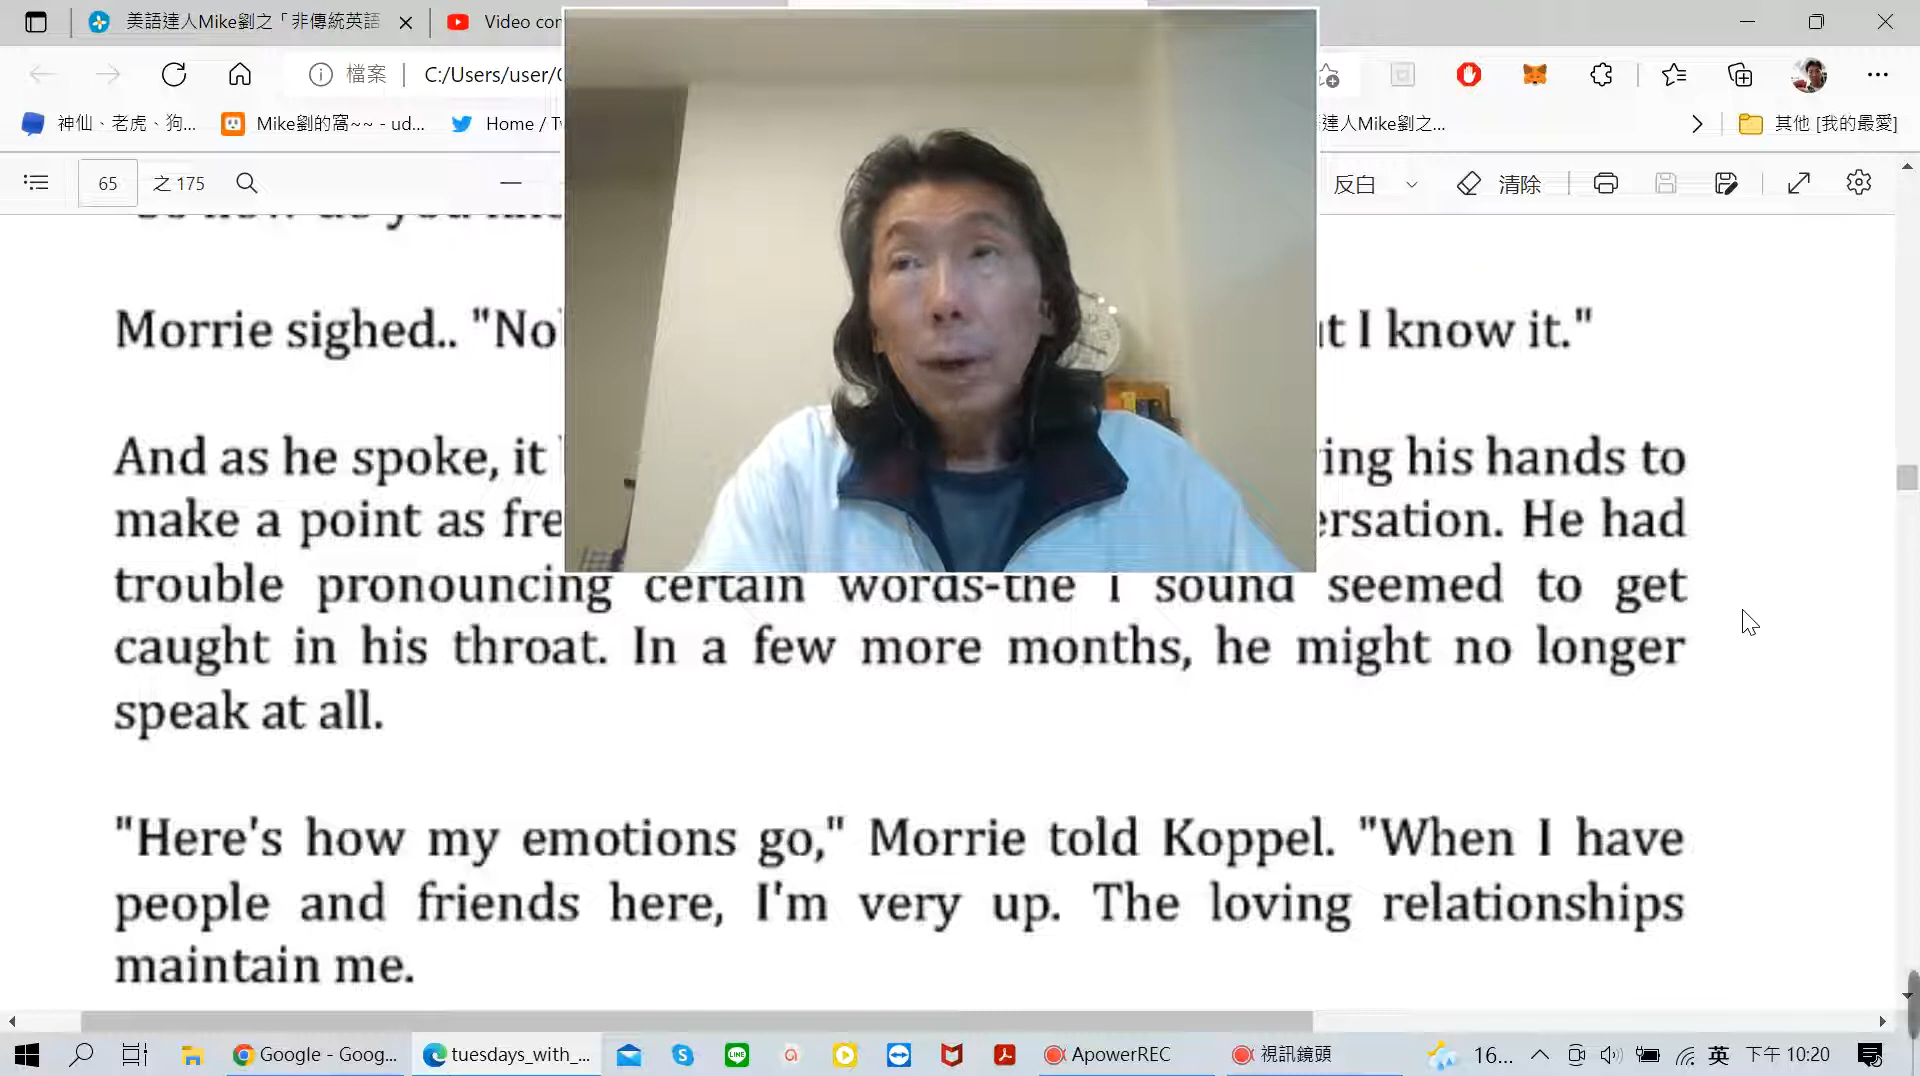 美語達人Mike劉之「非傳統英語
Video cor
檔案
C:/Users/user/
神仙、老虎、狗...
Mike劉的窩~~ - ud...
Home / Tw
達人Mike劉之...
其他 [我的最愛]
65
之 175
反白
清除
Morrie sighed.. "No
t I know it."
And as he spoke, it
ing his hands to
make a point as fre
ersation. He had
trouble pronouncing certain words-the l sound seemed to get
caught in his throat. In a few more months, he might no longer
speak at all.
"Here's how my emotions go," Morrie told Koppel. "When I have
people and friends here, I'm very up. The loving relationships
maintain me.
Google - Goog...
tuesdays_with_...
ApowerREC
視訊鏡頭
16...
英
下午 10:20